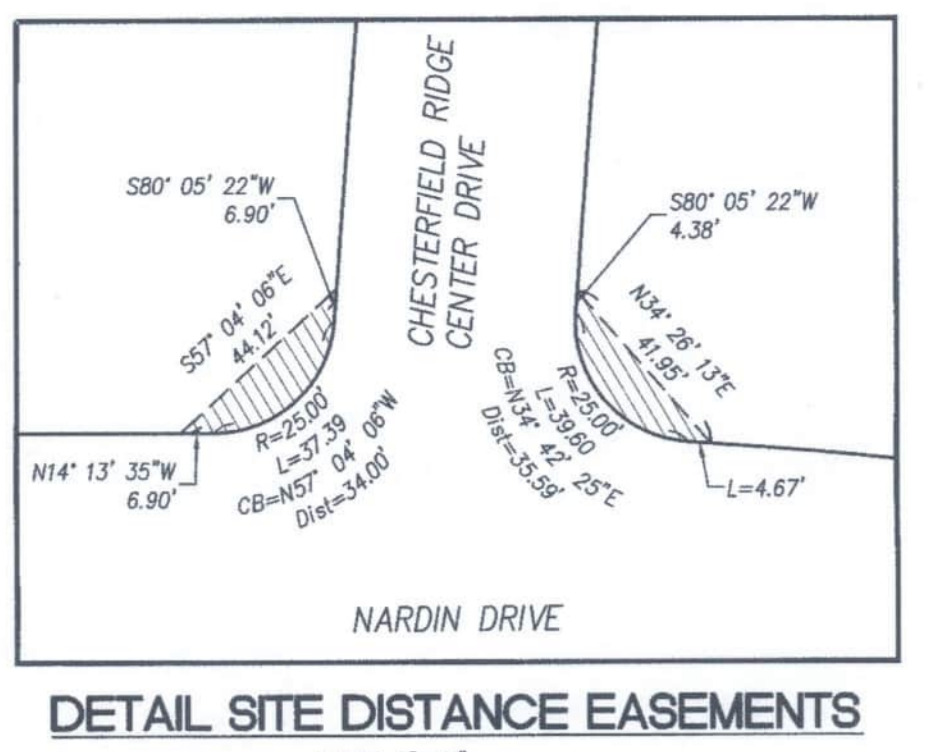 CHESTERFIELD RIDGE
CENTER DRIVE
S80° 05' 22"W
6.90'
S80° 05' 22"W
4.38'
S57° 04' 06"E
44.12'
N34° 26' 13"E
41.95'
R=25.00'
L=37.39
CB=N57° 04' 06"W
Dist=34.00'
R=25.00'
L=39.60
CB=N34° 42' 25"E
Dist=35.59'
N14° 13' 35"W
6.90'
L=4.67'
NARDIN DRIVE
DETAIL SITE DISTANCE EASEMENTS